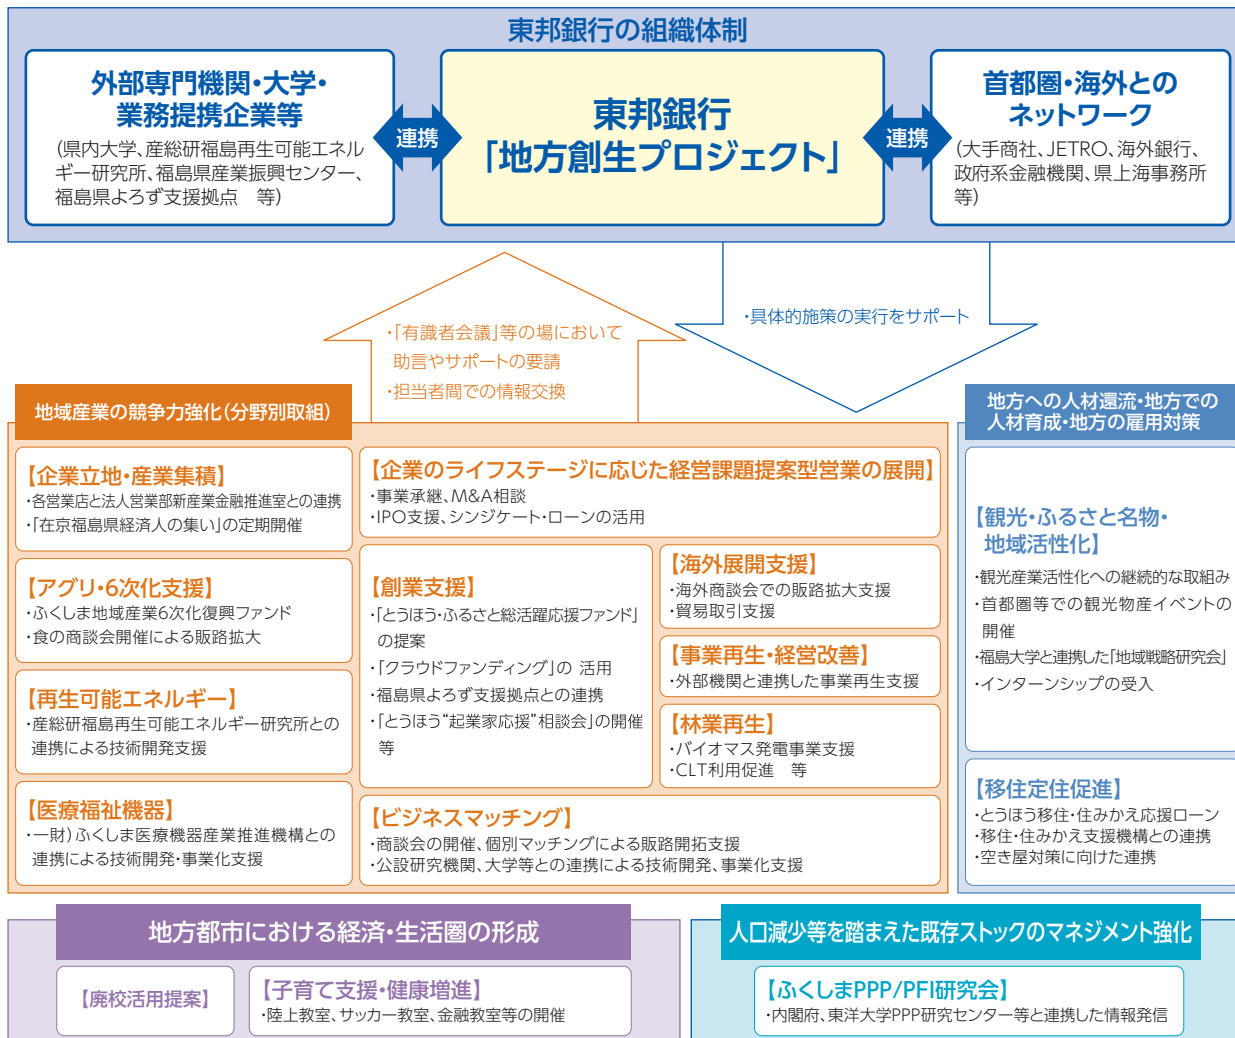 東邦銀行の組織体制
外部専門機関・大学・
業務提携企業等
(県内大学、産総研福島再生可能エネル
ギー研究所、福島県産業振興センター、
福島県よろず支援拠点　等)
連携
東邦銀行
「地方創生プロジェクト」
連携
首都圏・海外との
ネットワーク
(大手商社、JETRO、海外銀行、
政府系金融機関、県上海事務所
等)
・「有識者会議」等の場において
助言やサポートの要請
・担当者間での情報交換
・具体的施策の実行をサポート
地域産業の競争力強化(分野別取組)
【企業立地・産業集積】
・各営業店と法人営業部新産業金融推進室との連携
・「在京福島県経済人の集い」の定期開催
【アグリ・6次化支援】
・ふくしま地域産業6次化復興ファンド
・食の商談会開催による販路拡大
【再生可能エネルギー】
・産総研福島再生可能エネルギー研究所との
連携による技術開発支援
【医療福祉機器】
・一財)ふくしま医療機器産業推進機構との
連携による技術開発・事業化支援
【企業のライフステージに応じた経営課題提案型営業の展開】
・事業承継、M&A相談
・IPO支援、シンジケート・ローンの活用
【創業支援】
・「とうほう・ふるさと総活躍応援ファンド」
の提案
・「クラウドファンディング」の 活用
・福島県よろず支援拠点との連携
・「とうほう“起業家応援”相談会」の開催
等
【海外展開支援】
・海外商談会での販路拡大支援
・貿易取引支援
【事業再生・経営改善】
・外部機関と連携した事業再生支援
【林業再生】
・バイオマス発電事業支援
・CLT利用促進　等
【ビジネスマッチング】
・商談会の開催、個別マッチングによる販路開拓支援
・公設研究機関、大学等との連携による技術開発、事業化支援
地方への人材還流・地方での
人材育成・地方の雇用対策
【観光・ふるさと名物・
地域活性化】
・観光産業活性化への継続的な取組み
・首都圏等での観光物産イベントの
開催
・福島大学と連携した「地域戦略研究会」
・インターンシップの受入
【移住定住促進】
・とうほう移住・住みかえ応援ローン
・移住・住みかえ支援機構との連携
・空き屋対策に向けた連携
地方都市における経済・生活圏の形成
【廃校活用提案】
【子育て支援・健康増進】
・陸上教室、サッカー教室、金融教室等の開催
人口減少等を踏まえた既存ストックのマネジメント強化
【ふくしまPPP/PFI研究会】
・内閣府、東洋大学PPP研究センター等と連携した情報発信